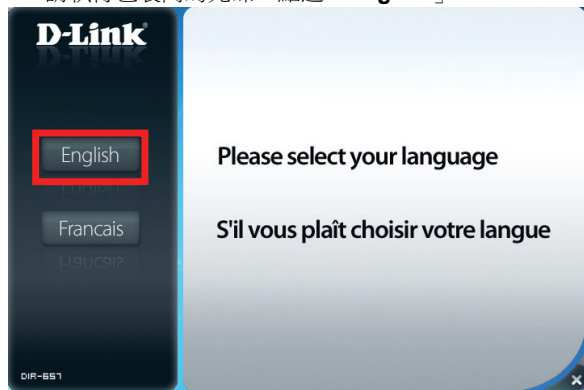 D-Link
English
Please select your language
Francais
S'il vous plaît choisir votre langue
DIR-657